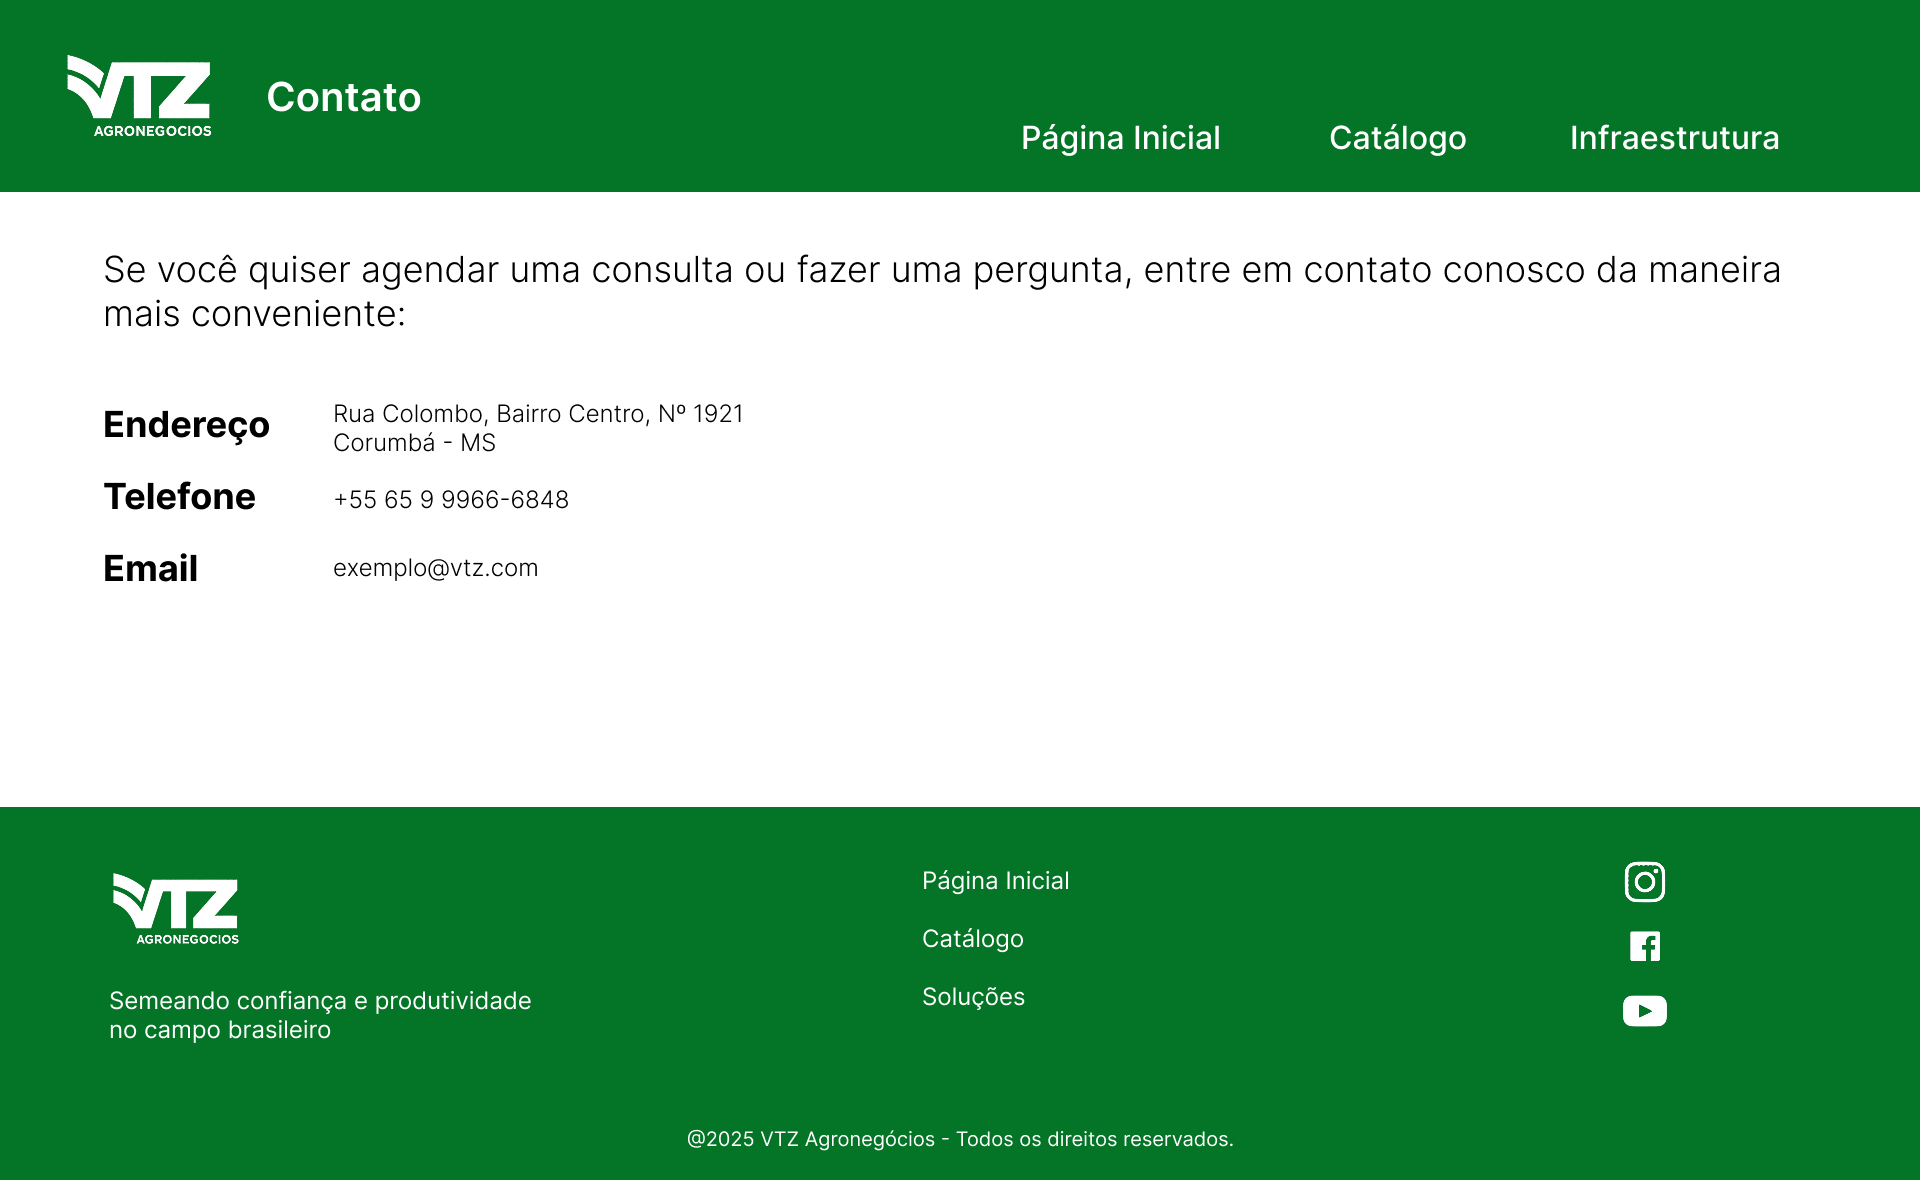 VTZ
AGRONEGOCIOS
Contato
Página Inicial
Catálogo
Infraestrutura
Se você quiser agendar uma consulta ou fazer uma pergunta, entre em contato conosco da maneira
mais conveniente:
Endereço
Rua Colombo, Bairro Centro, Nº 1921
Corumbá - MS
Telefone
+55 65 9 9966-6848
Email
exemplo@vtz.com
VTZ
AGRONEGOCIOS
Semeando confiança e produtividade
no campo brasileiro
Página Inicial
Catálogo
Soluções
@2025 VTZ Agronegócios - Todos os direitos reservados.